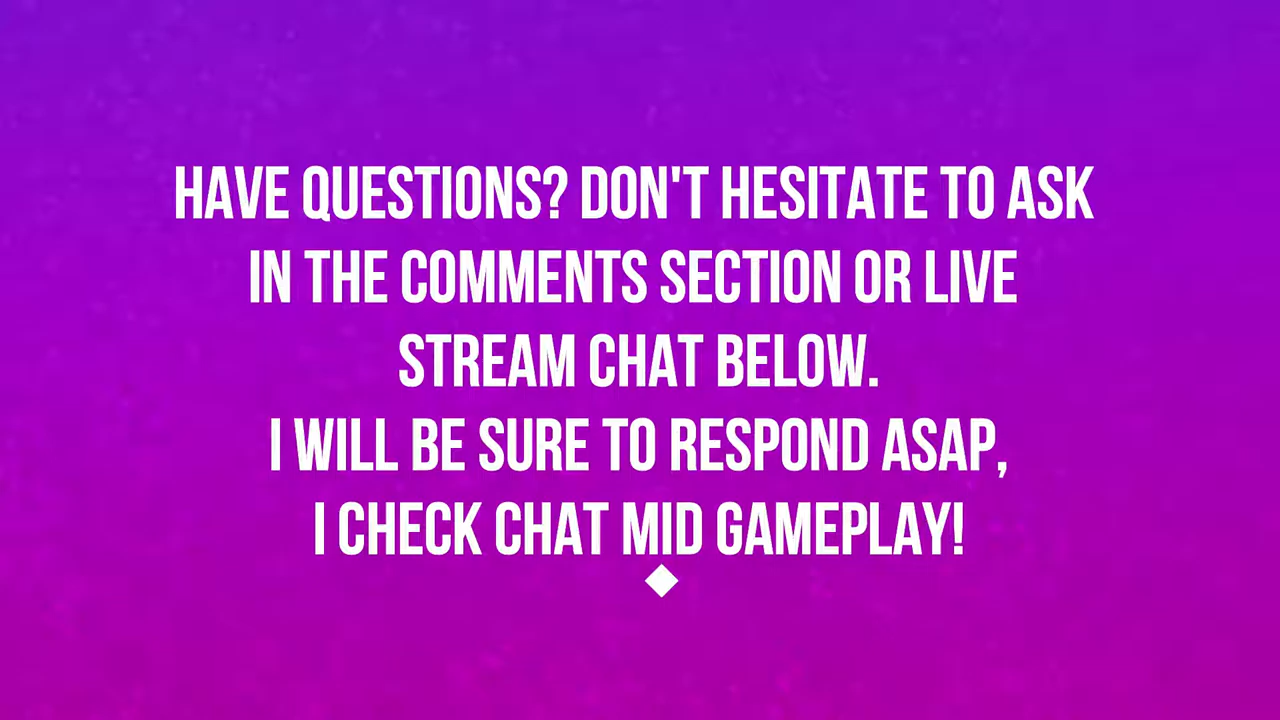 HAVE QUESTIONS? DON'T HESITATE TO ASK
IN THE COMMENTS SECTION OR LIVE
STREAM CHAT BELOW.
I WILL BE SURE TO RESPOND ASAP,
I CHECK CHAT MID GAMEPLAY!